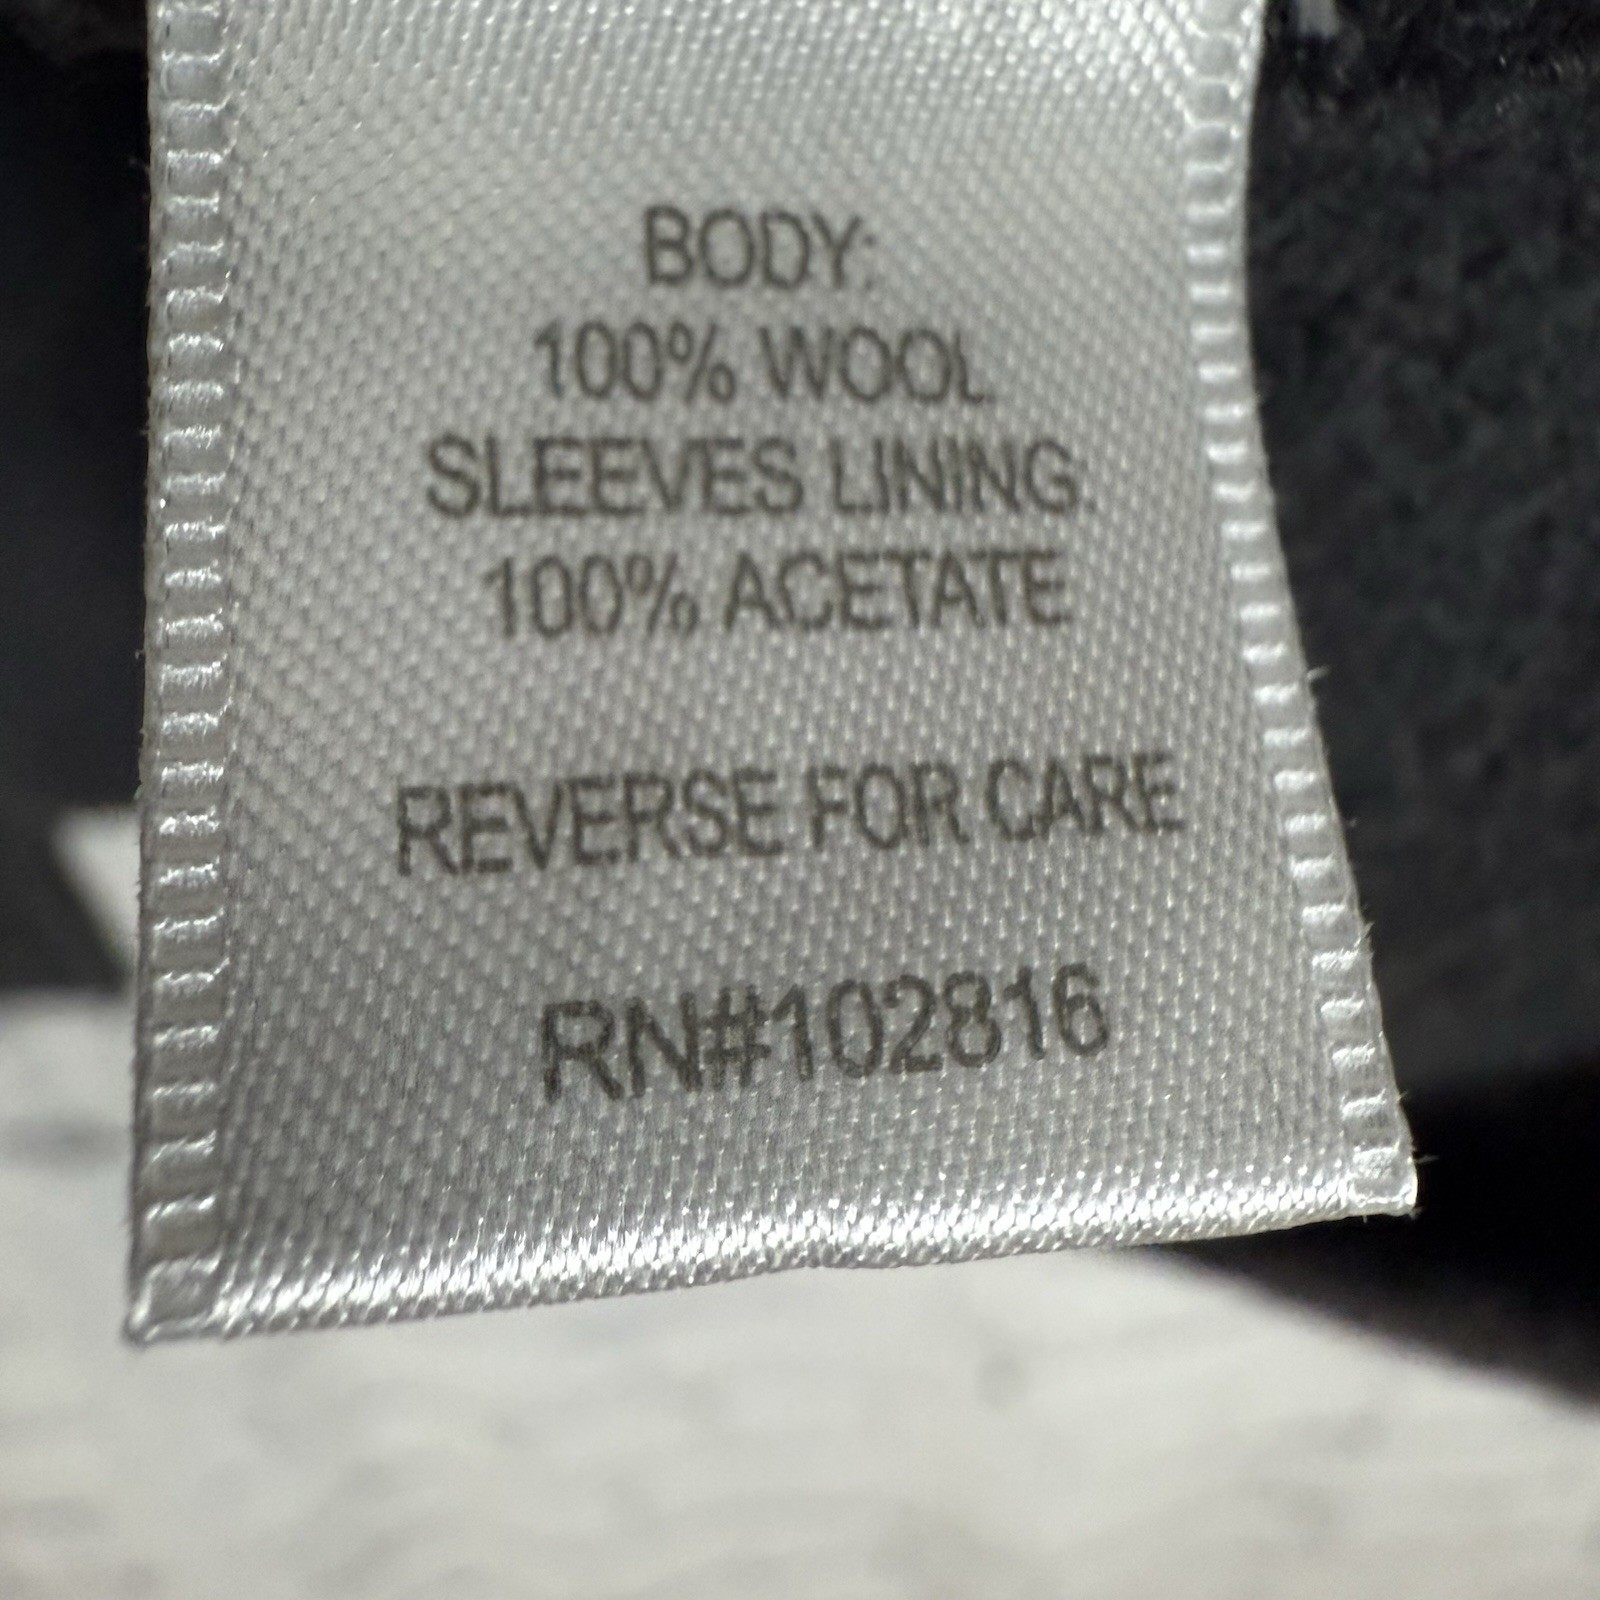 BODY:
100% WOOL
SLEEVES LINING:
100% ACETATE
REVERSE FOR CARE
RN#102816